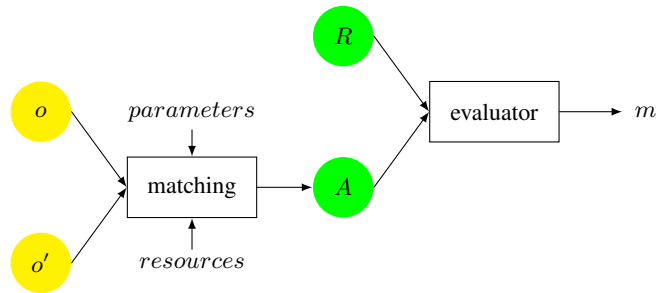 R
o
parameters
evaluator
m
matching
A
o′
resources